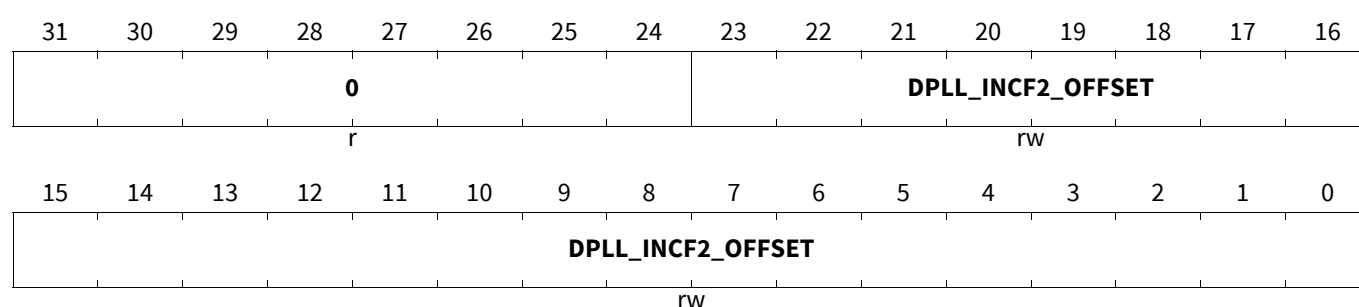 31 30 29 28 27 26 25 24 23 22 21 20 19 18 17 16
0 DPLL_INCF2_OFFSET
r rw
15 14 13 12 11 10 9 8 7 6 5 4 3 2 1 0
DPLL_INCF2_OFFSET
rw